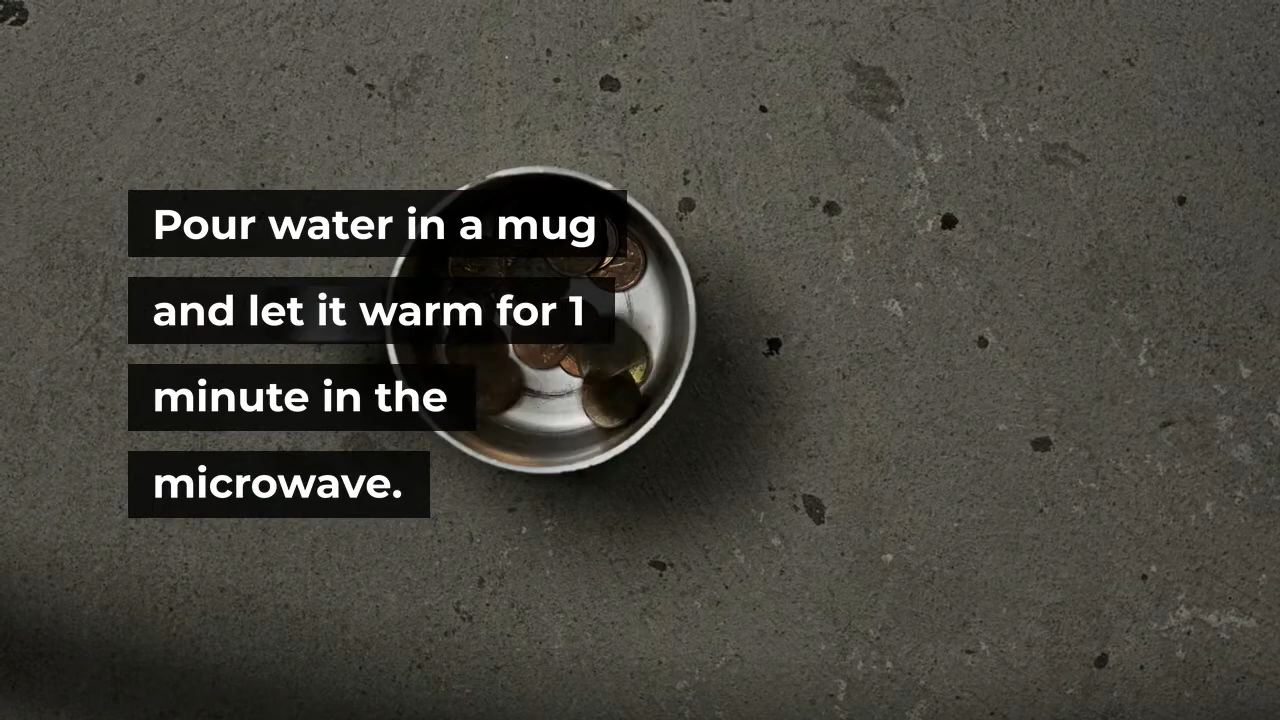 Pour water in a mug
and let it warm for 1
minute in the
microwave.